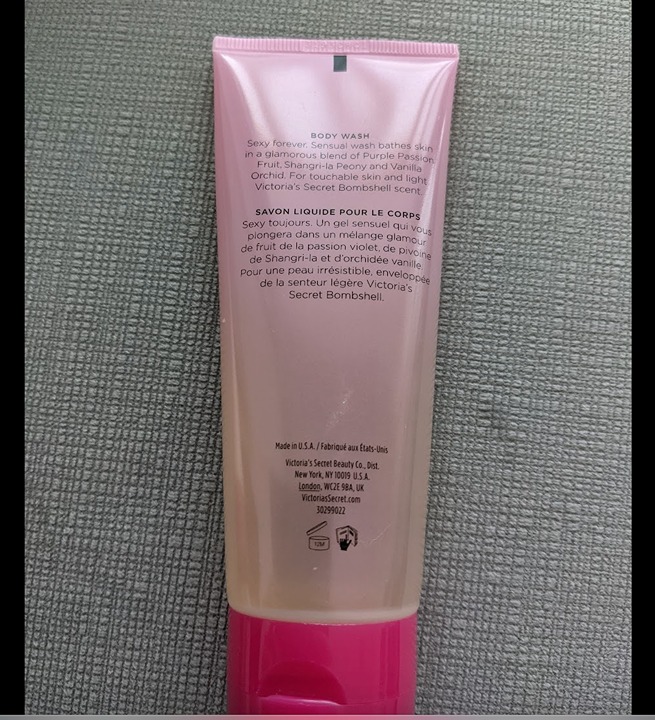 BODY WASH
Sexy forever. Sensual wash bathes skin
in a glamorous blend of Purple Passion
Fruit, Shangri-la Peony and Vanilla
Orchid. For touchable skin and light
Victoria's Secret Bombshell scent.
SAVON LIQUIDE POUR LE CORPS
Sexy toujours. Un gel sensuel qui vous
plongera dans un mélange glamour
de fruit de la passion violet, de pivoine
de Shangri-la et d'orchidée vanille.
Pour une peau irrésistible, enveloppée
de la senteur légère Victoria's
Secret Bombshell.
Made in U.S.A. / Fabriqué aux États-Unis
Victoria's Secret Beauty Co., Dist.
New York, NY 10019 U.S.A.
London, WC2E 9BA, UK
VictoriasSecret.com
30299022